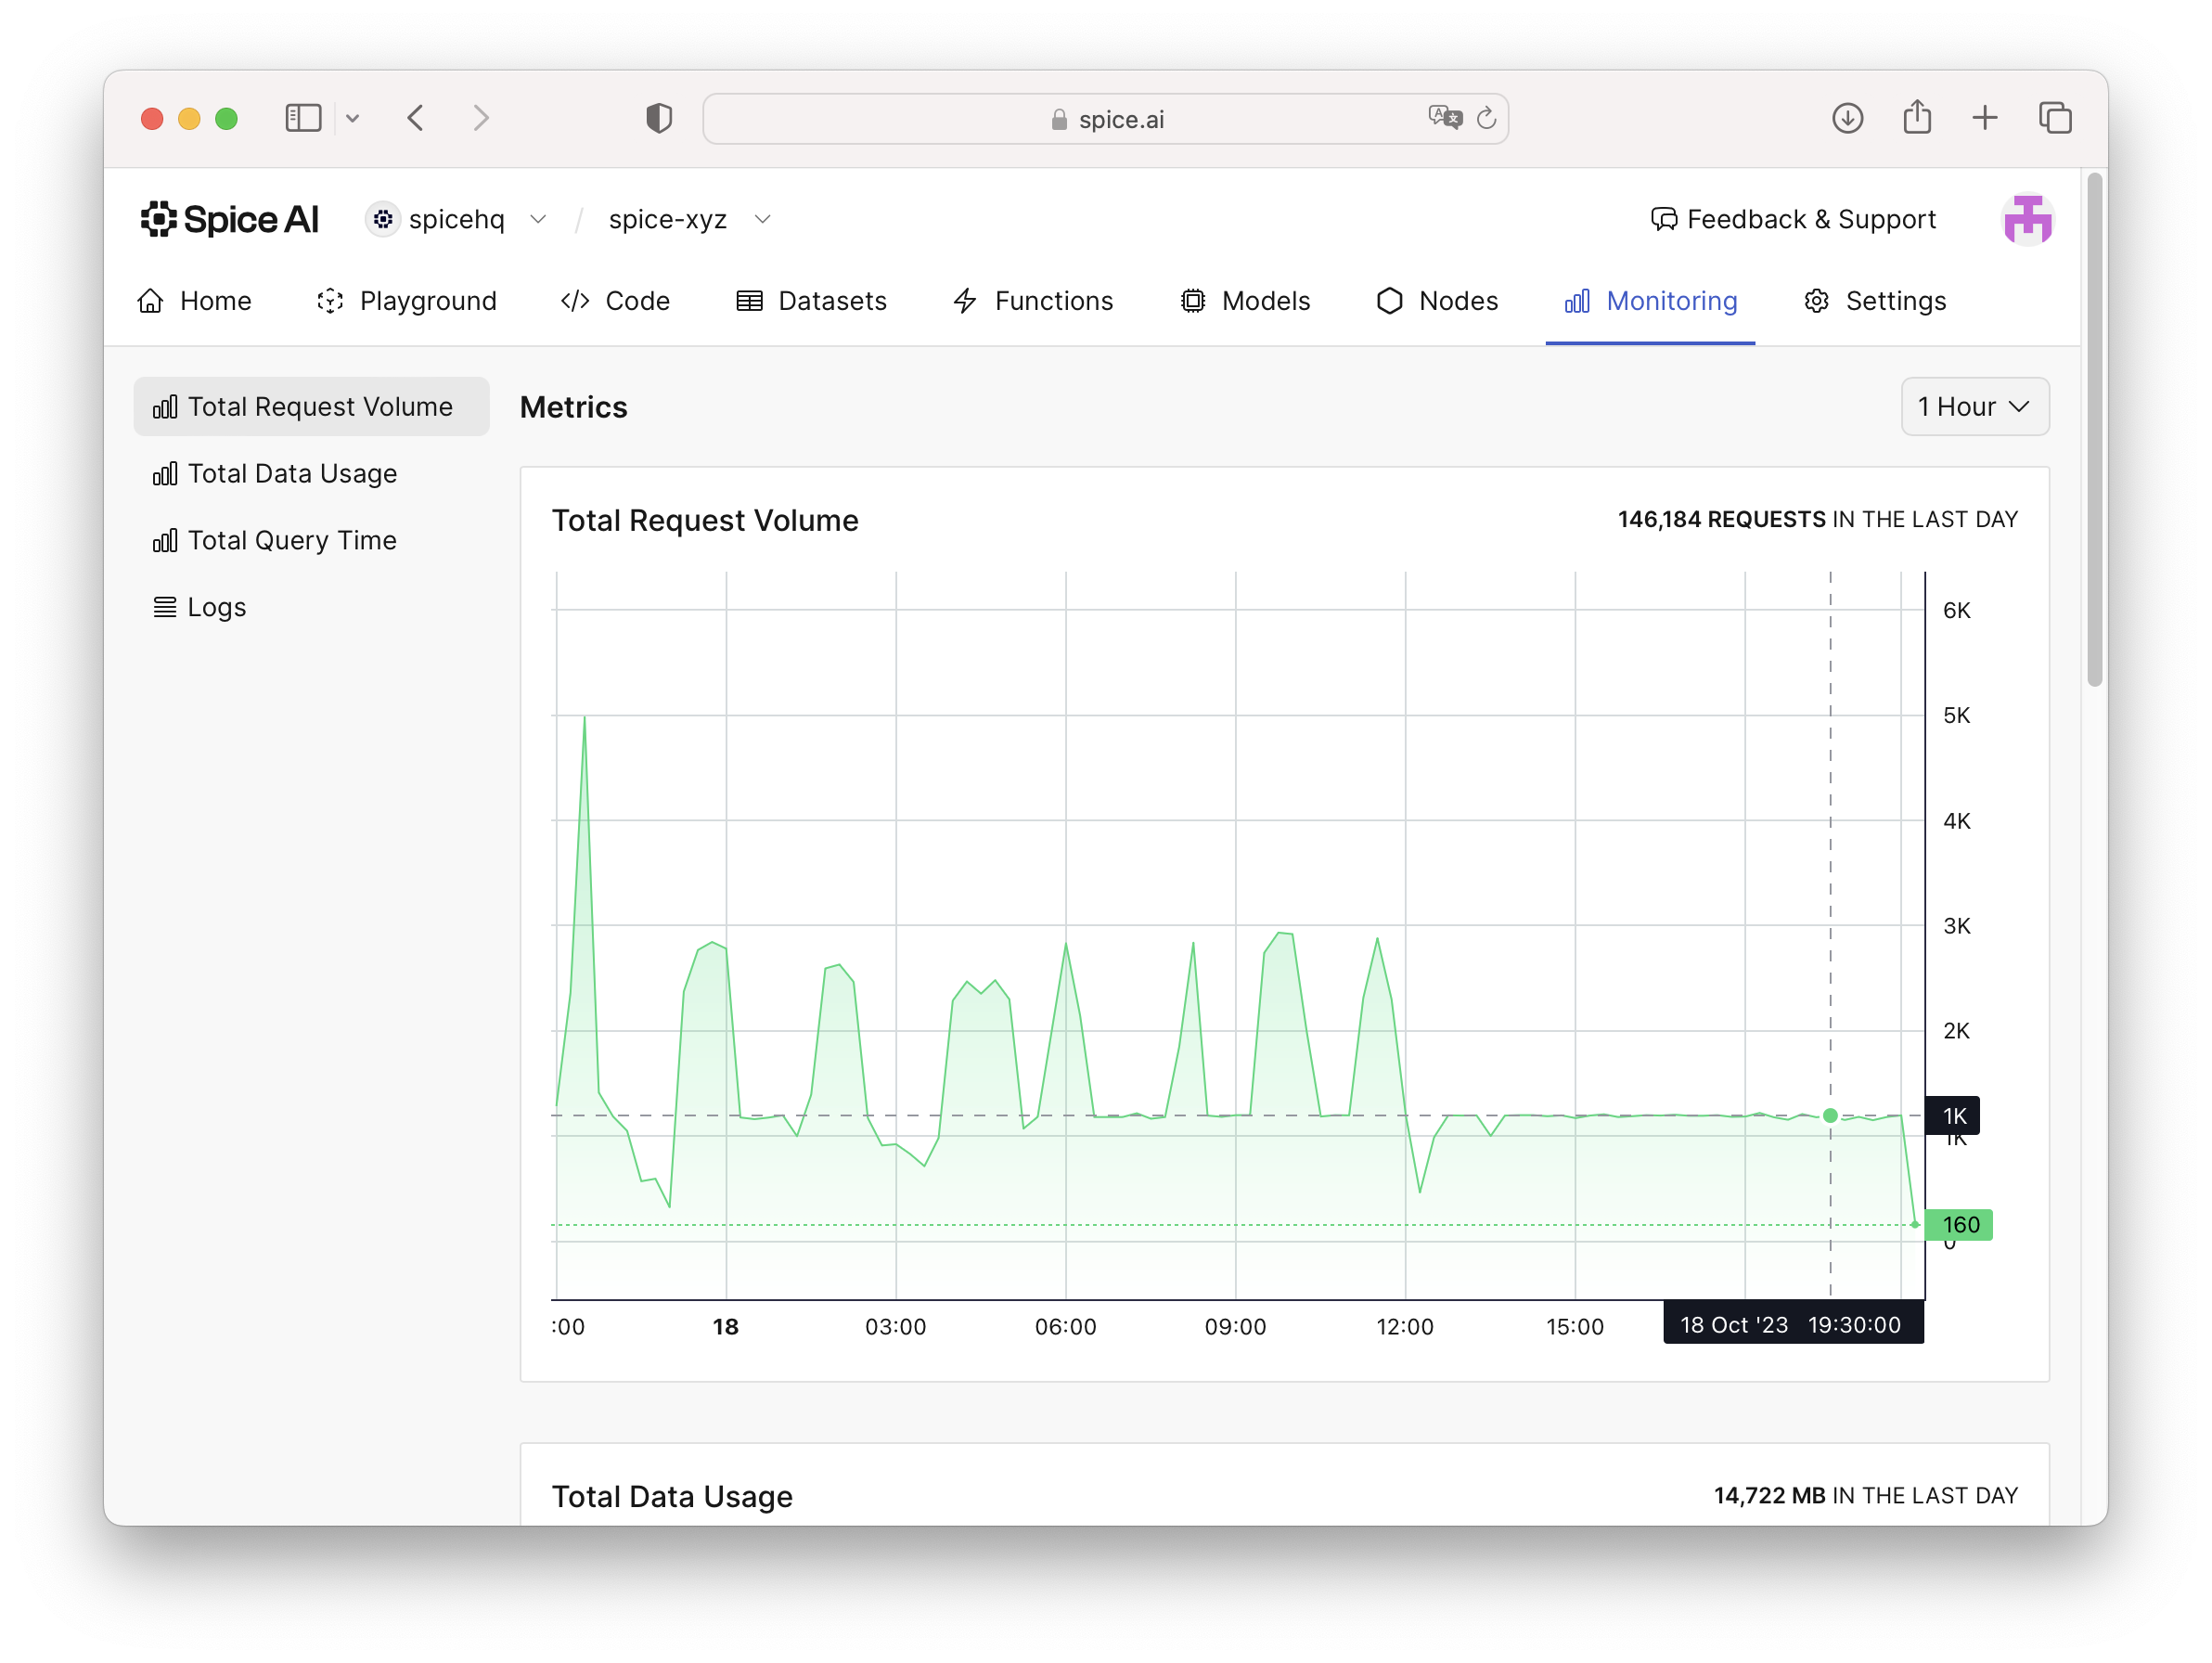 spice.ai
Spice AI spicehq / spice-xyz Feedback & Support
Home Playground Code Datasets Functions Models Nodes Monitoring Settings
Total Request Volume
Total Data Usage
Total Query Time
Logs
Metrics
1 Hour
Total Request Volume
146,184 REQUESTS IN THE LAST DAY
6K
5K
4K
3K
2K
1K
1K
160
0
:00 18 03:00 06:00 09:00 12:00 15:00 18 Oct '23 19:30:00
Total Data Usage
14,722 MB IN THE LAST DAY